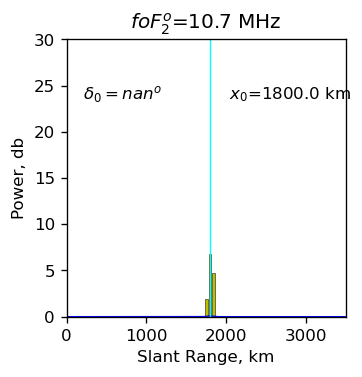 foF₂ᵒ=10.7 MHz
30
δ₀ = nanᵒ
x₀=1800.0 km
25
20
15
10
5
0
Power, db
0 1000 2000 3000
Slant Range, km